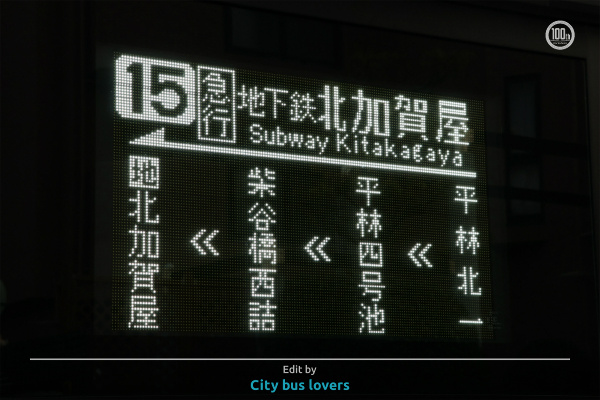 100th
15 急行 地下鉄北加賀屋
Subway Kitakagaya
地北加賀屋 « 柴谷橋西詰 « 平林四号池 « 平林北一
Edit by
City bus lovers